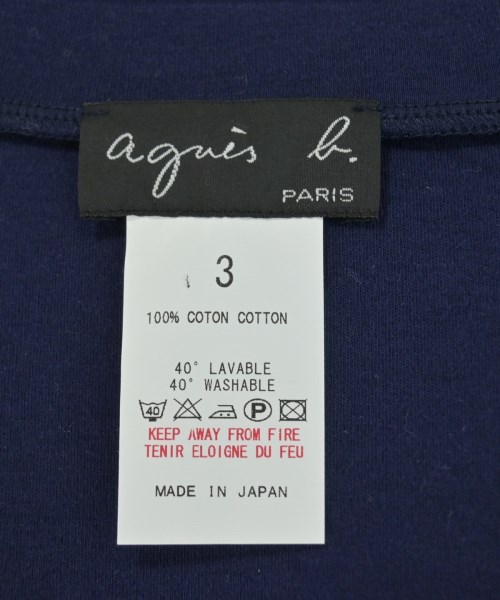 agnès b.
PARIS
3
100% COTON COTTON
40° LAVABLE
40° WASHABLE
40 P
KEEP AWAY FROM FIRE
TENIR ELOIGNE DU FEU
MADE IN JAPAN